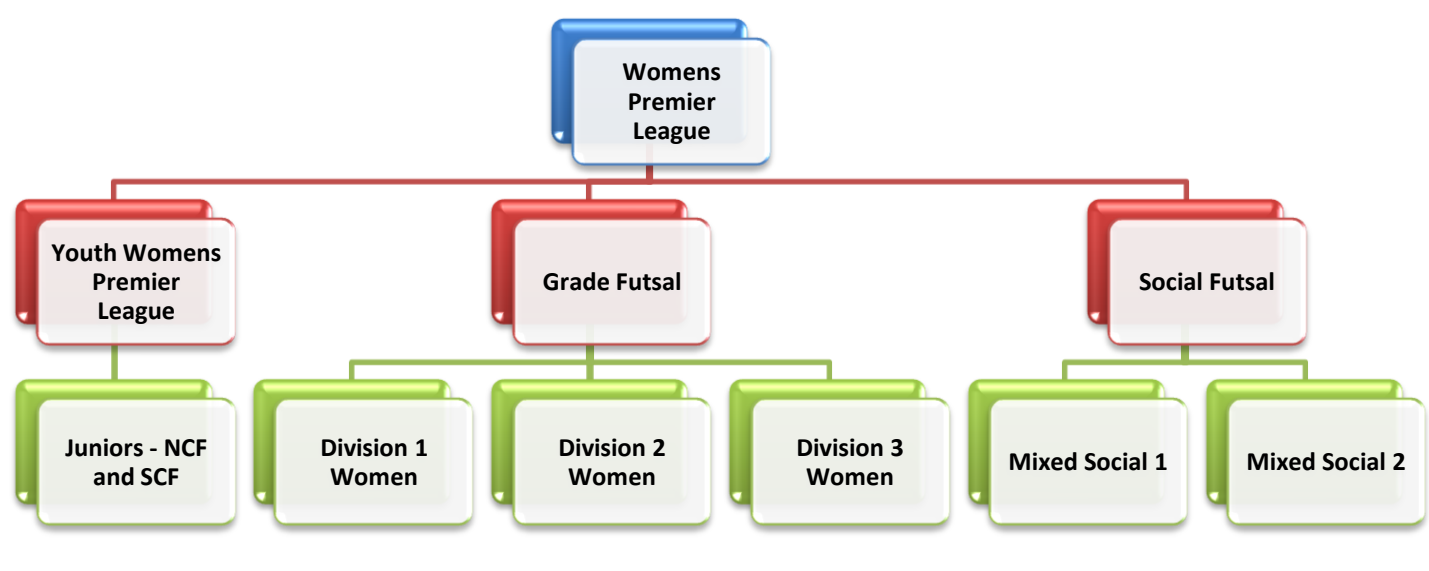 Womens
Premier
League
Youth Womens
Premier
League
Grade Futsal
Social Futsal
Juniors - NCF
and SCF
Division 1
Women
Division 2
Women
Division 3
Women
Mixed Social 1
Mixed Social 2